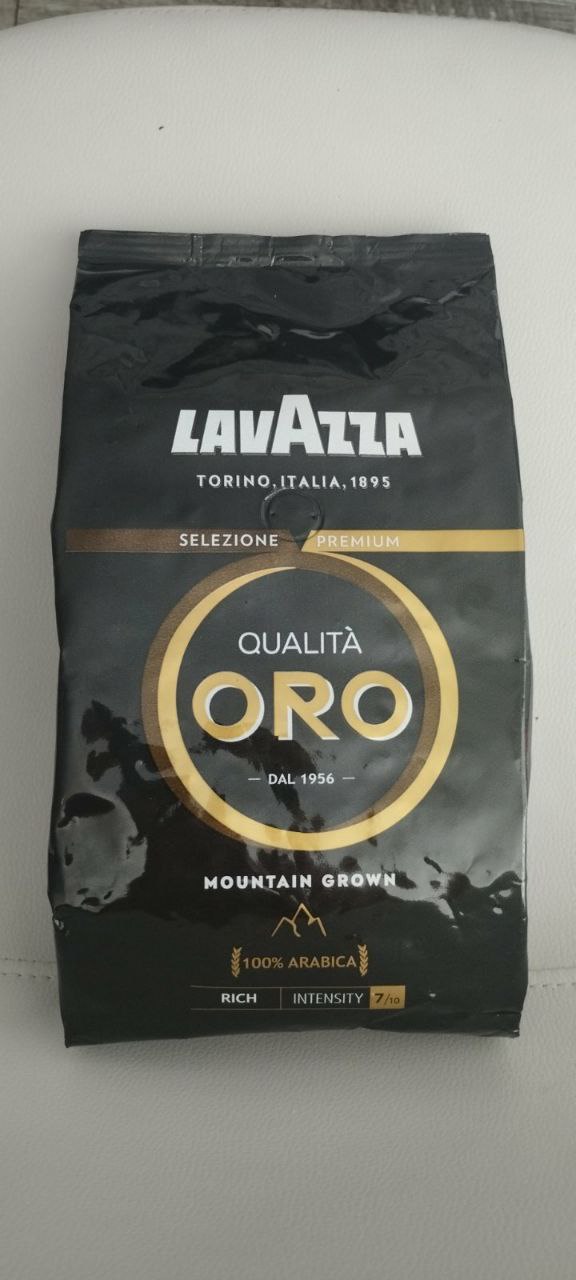 LAVAZZA
TORINO, ITALIA, 1895
SELEZIONE PREMIUM
QUALITÀ
ORO
— DAL 1956 —
MOUNTAIN GROWN
100% ARABICA
RICH INTENSITY 7/10